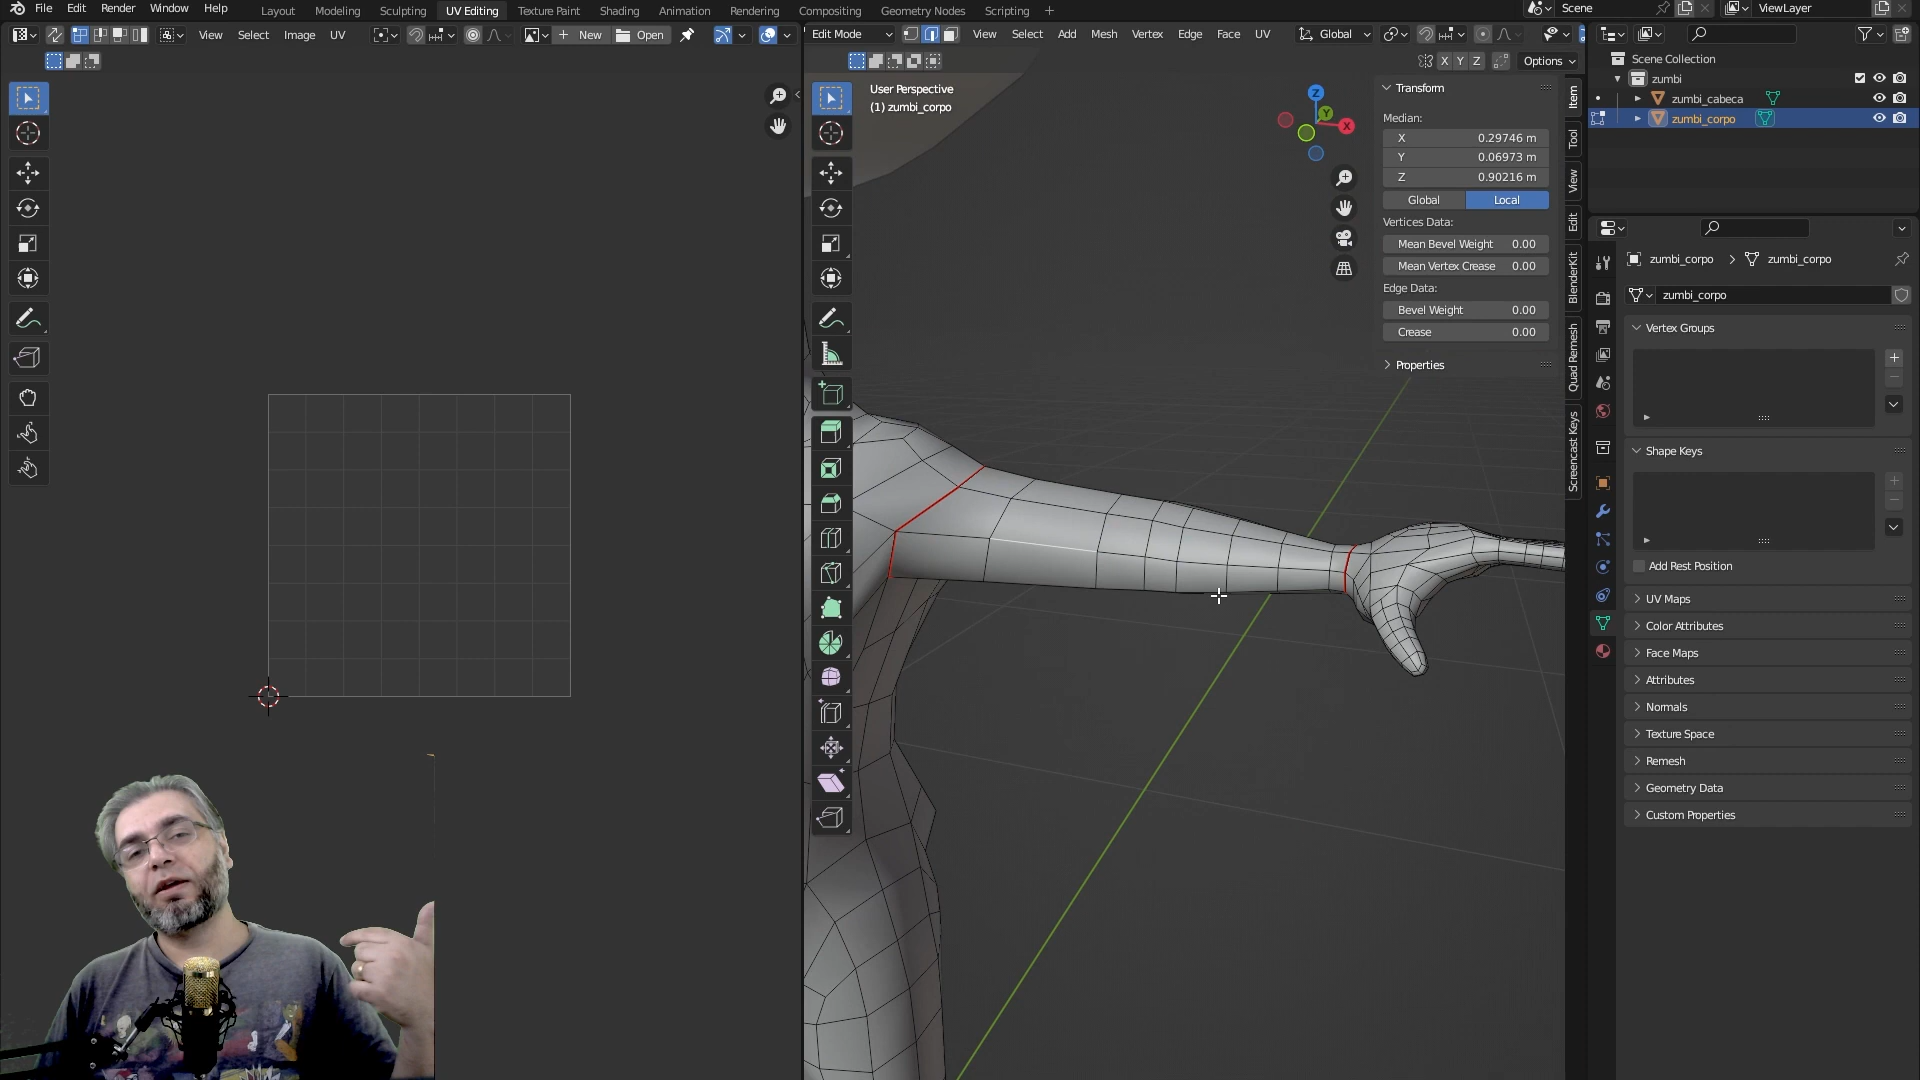 File Edit Render Window Help Layout Modeling Sculpting UV Editing Texture Paint Shading Animation Rendering Compositing Geometry Nodes Scripting + Scene ViewLayer
View Select Image UV New Open
Edit Mode View Select Add Mesh Vertex Edge Face UV Global
X Y Z Options
User Perspective
(1) zumbi_corpo
Z
Y
X
Transform
Median:
X 0.29746 m
Y 0.06973 m
Z 0.90216 m
Global Local
Vertices Data:
Mean Bevel Weight 0.00
Mean Vertex Crease 0.00
Edge Data:
Bevel Weight 0.00
Crease 0.00
Properties
Item
Tool
View
Edit
BlenderKit
Quad Remesh
Screencast Keys
Scene Collection
zumbi
zumbi_cabeca
zumbi_corpo
zumbi_corpo zumbi_corpo
zumbi_corpo
Vertex Groups
Shape Keys
Add Rest Position
UV Maps
Color Attributes
Face Maps
Attributes
Normals
Texture Space
Remesh
Geometry Data
Custom Properties